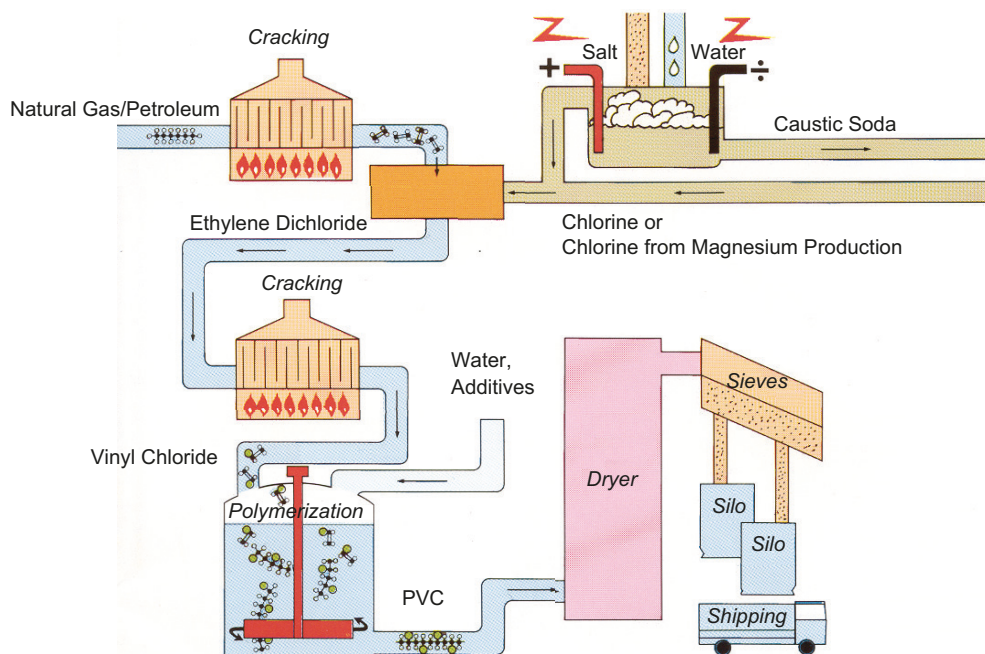 Cracking
Salt
Water
+
÷
Natural Gas/Petroleum
Caustic Soda
Ethylene Dichloride
Chlorine or
Chlorine from Magnesium Production
Cracking
Water,
Additives
Sieves
Vinyl Chloride
Dryer
Polymerization
Silo
Silo
PVC
Shipping